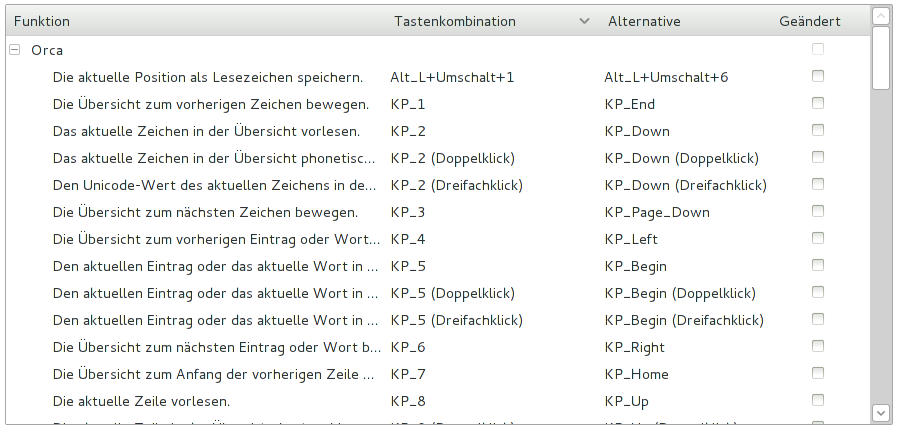 Funktion Tastenkombination Alternative Geändert
Orca
Die aktuelle Position als Lesezeichen speichern. Alt_L+Umschalt+1 Alt_L+Umschalt+6
Die Übersicht zum vorherigen Zeichen bewegen. KP_1 KP_End
Das aktuelle Zeichen in der Übersicht vorlesen. KP_2 KP_Down
Das aktuelle Zeichen in der Übersicht phonetisc... KP_2 (Doppelklick) KP_Down (Doppelklick)
Den Unicode-Wert des aktuellen Zeichens in de... KP_2 (Dreifachklick) KP_Down (Dreifachklick)
Die Übersicht zum nächsten Zeichen bewegen. KP_3 KP_Page_Down
Die Übersicht zum vorherigen Eintrag oder Wort... KP_4 KP_Left
Den aktuellen Eintrag oder das aktuelle Wort in ... KP_5 KP_Begin
Den aktuellen Eintrag oder das aktuelle Wort in ... KP_5 (Doppelklick) KP_Begin (Doppelklick)
Den aktuellen Eintrag oder das aktuelle Wort in ... KP_5 (Dreifachklick) KP_Begin (Dreifachklick)
Die Übersicht zum nächsten Eintrag oder Wort b... KP_6 KP_Right
Die Übersicht zum Anfang der vorherigen Zeile ... KP_7 KP_Home
Die aktuelle Zeile vorlesen. KP_8 KP_Up